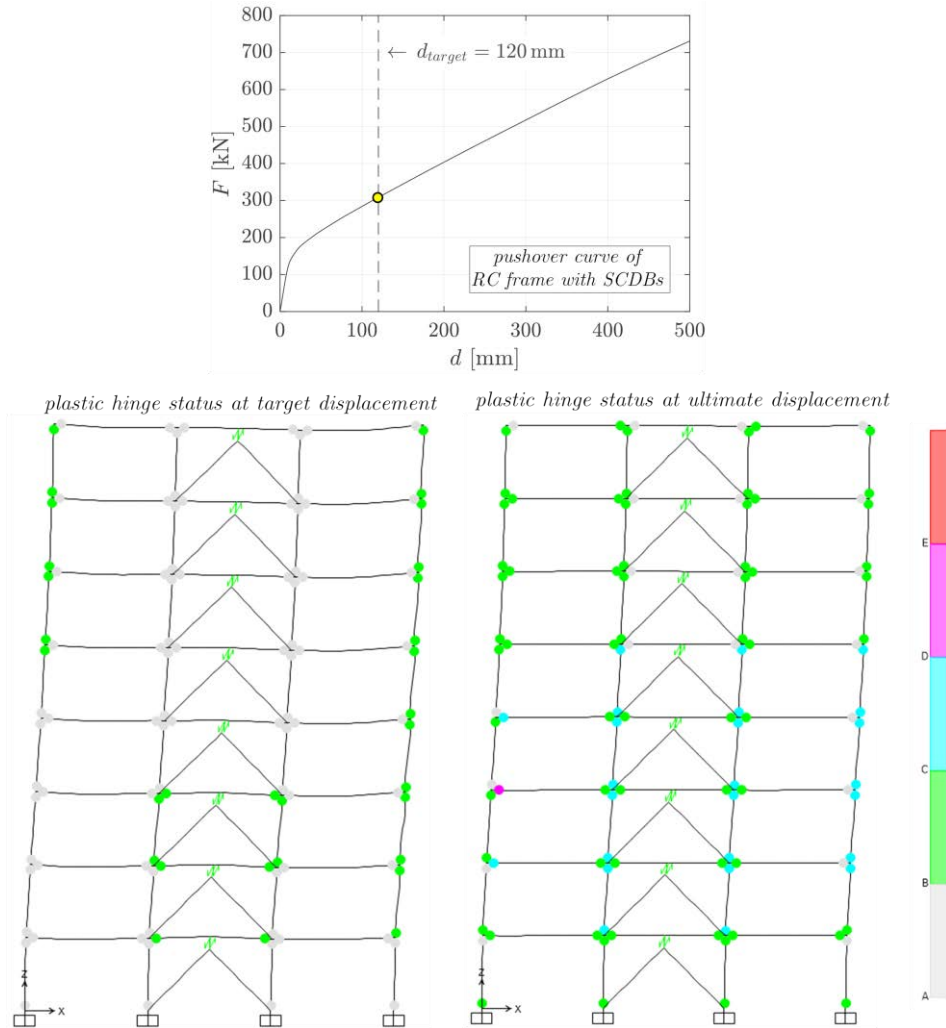 800
700
600
500
400
300
200
100
0
F [kN]
← d_target = 120 mm
pushover curve of
RC frame with SCDBs
0 100 200 300 400 500
d [mm]
plastic hinge status at target displacement
plastic hinge status at ultimate displacement
E
D
C
B
A
Z
X
Z
X